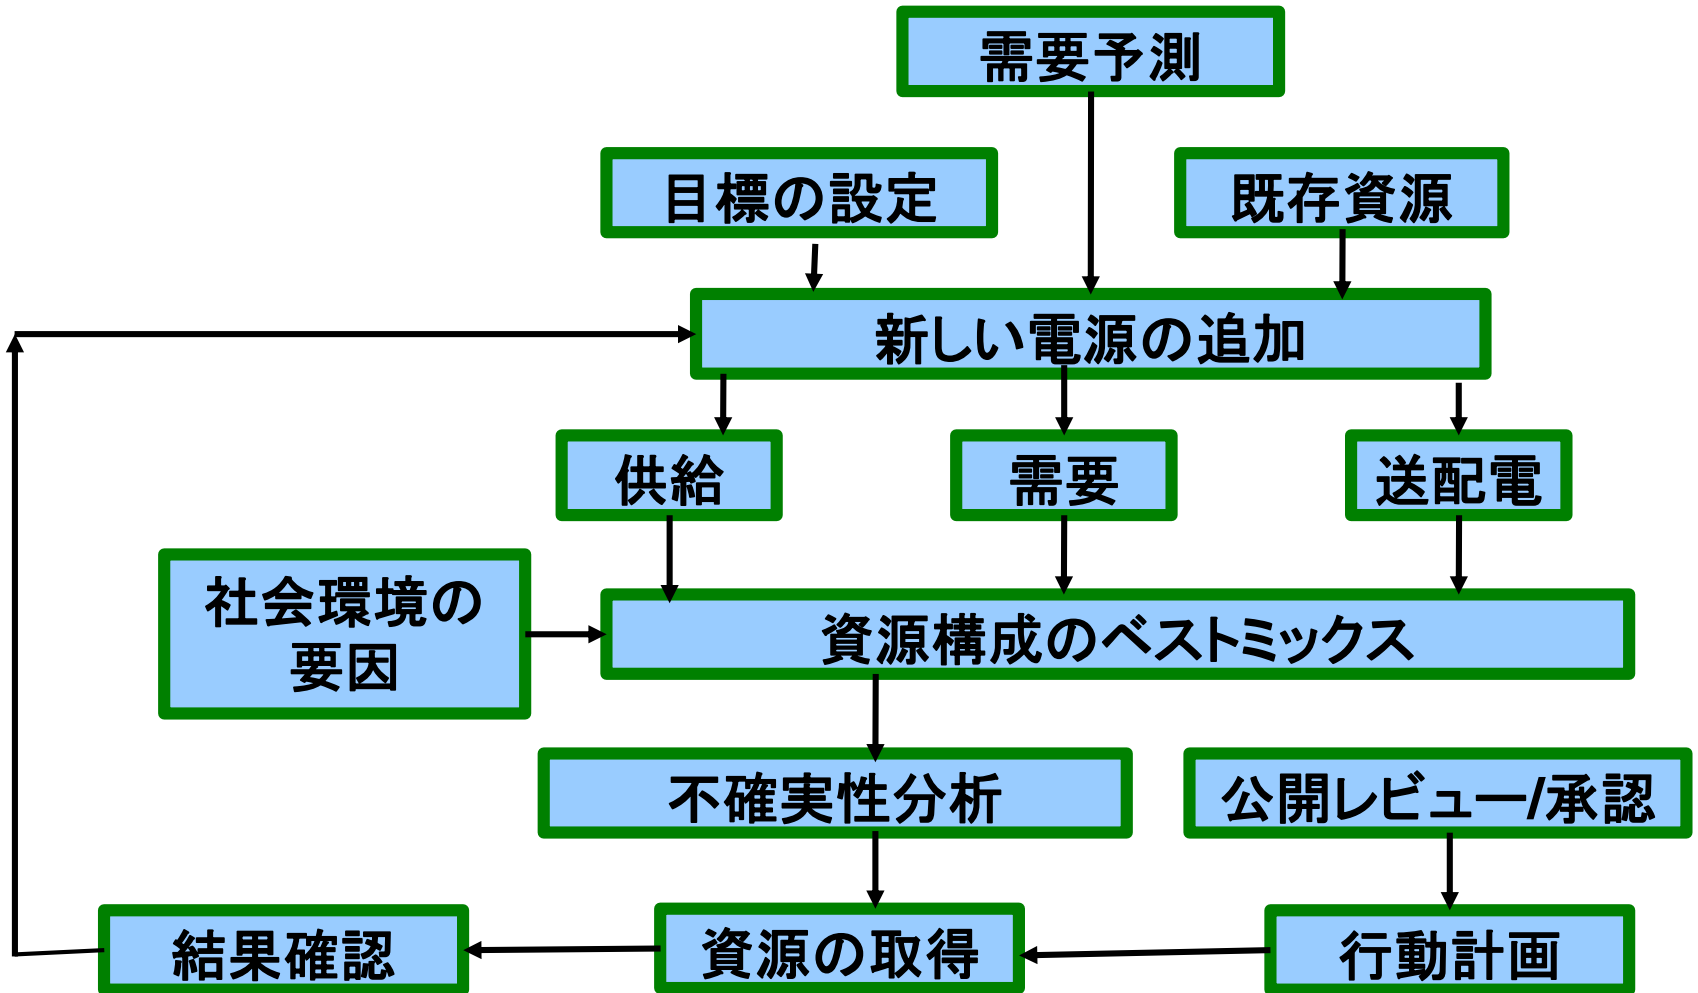 需要予測
目標の設定
既存資源
新しい電源の追加
供給
需要
送配電
社会環境の
要因
資源構成のベストミックス
不確実性分析
公開レビュー/承認
結果確認
資源の取得
行動計画